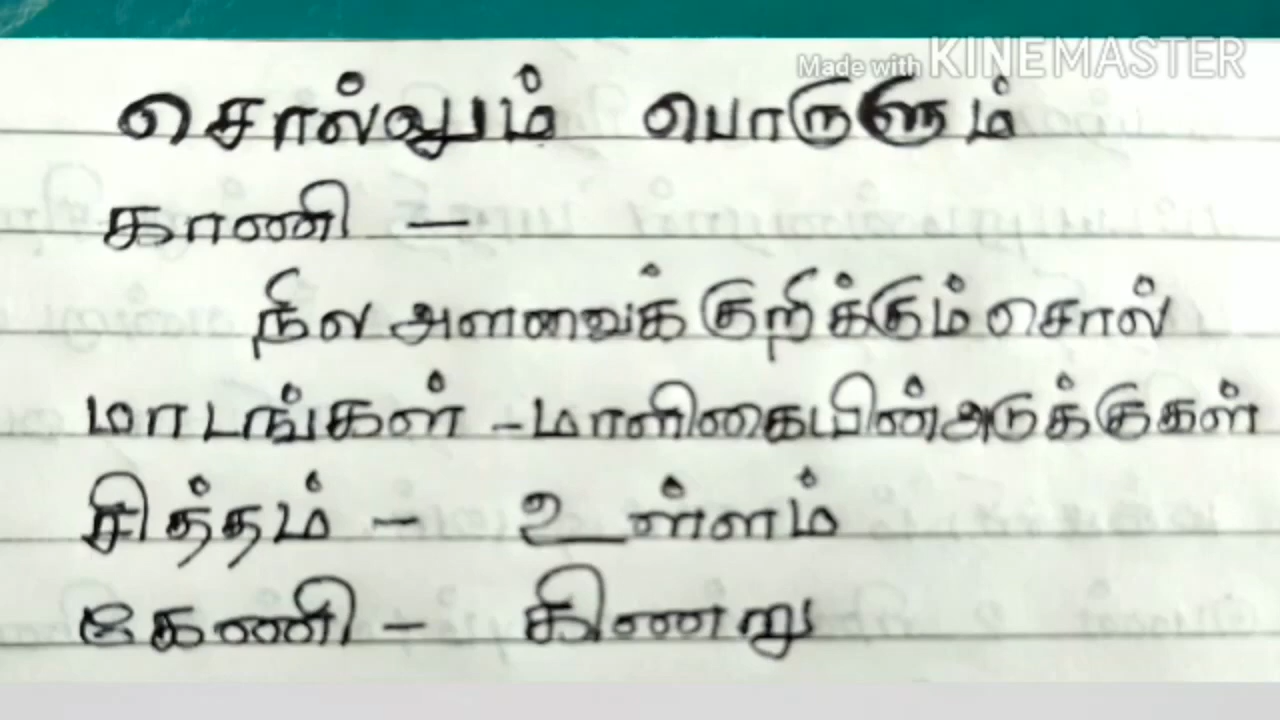 Made with KINEMASTER
சொல்லும் பொருளும்
காணி –
நில அளவைக் குறிக்கும் சொல்
மாடங்கள் – மாளிகையின் அடுக்குகள்
சித்தம் – உள்ளம்
கேணி – கிணறு